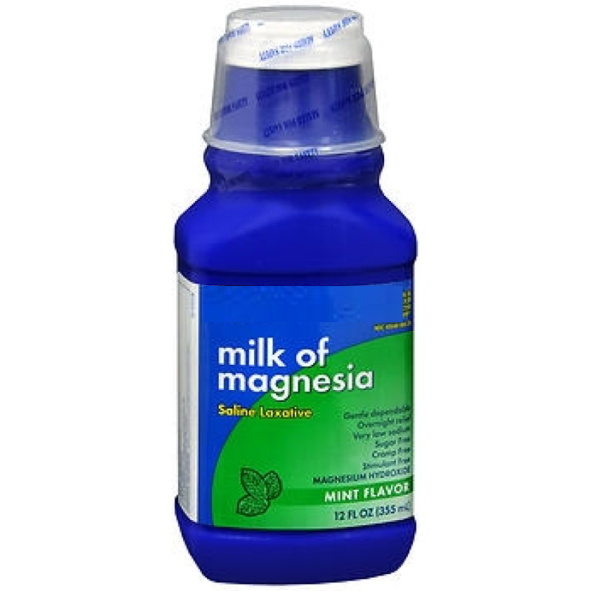 milk of
magnesia
Saline Laxative
Gentle dependable
Overnight relief
Very low sodium
Sugar Free
Cramp Free
Stimulant Free
MAGNESIUM HYDROXIDE
MINT FLAVOR
12 FL OZ (355 mL)